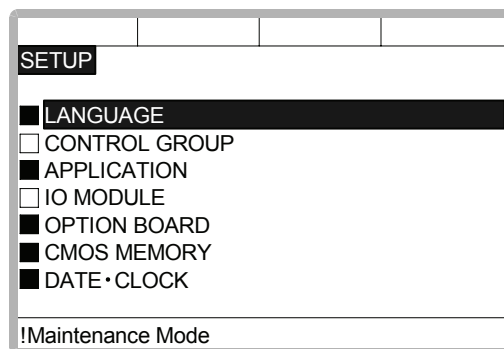 SETUP
LANGUAGE
CONTROL GROUP
APPLICATION
IO MODULE
OPTION BOARD
CMOS MEMORY
DATE・CLOCK
!Maintenance Mode